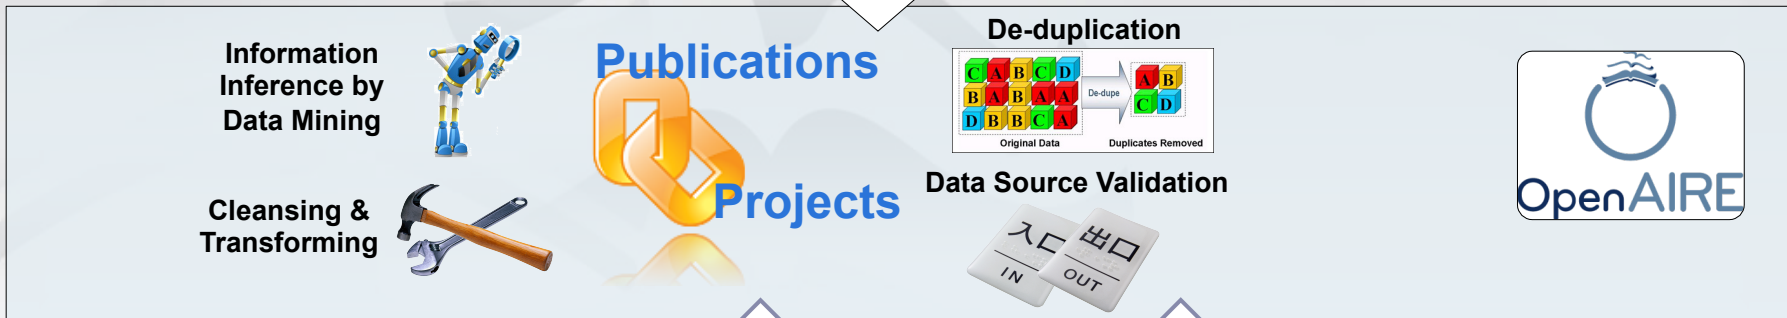 Information
Inference by
Data Mining
Cleansing &
Transforming
Publications
Projects
De-duplication
C A B C D
B A B A A
D B B C A
De-dupe
A B
C D
Original Data
Duplicates Removed
Data Source Validation
入口
IN
出口
OUT
OpenAIRE